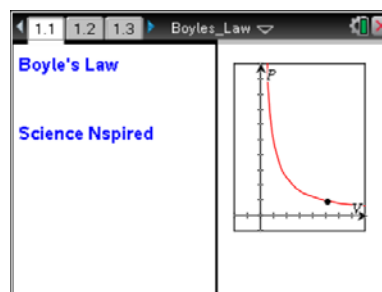 1.1 1.2 1.3 Boyles_Law
Boyle's Law
Science Nspired
P
V